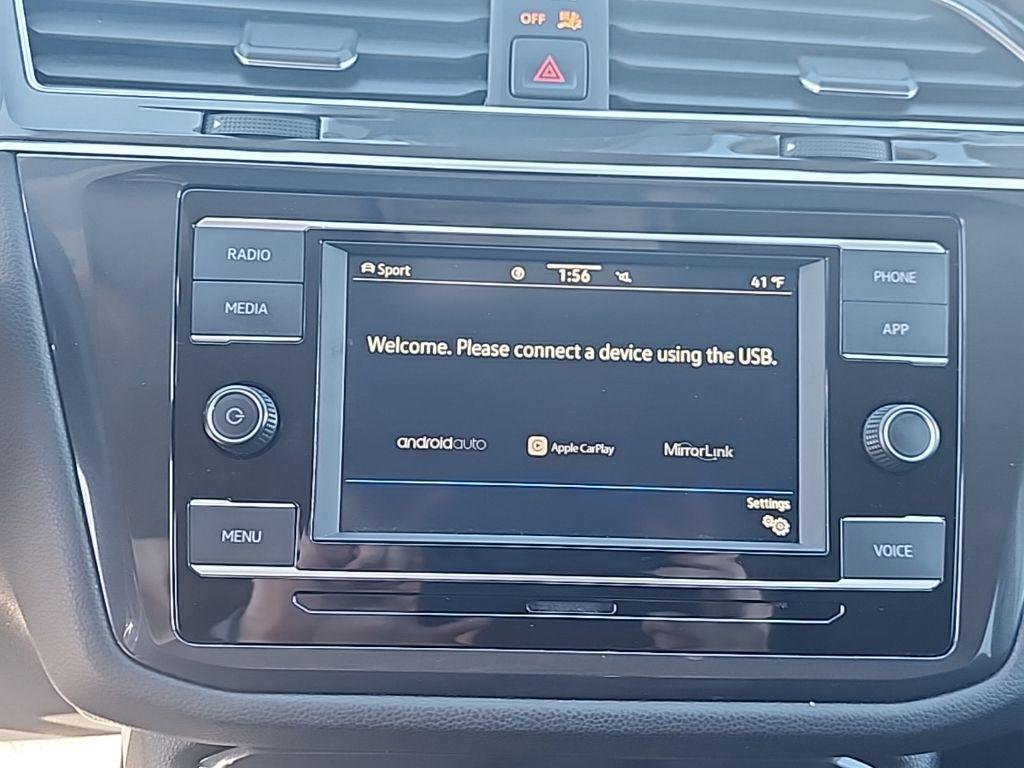 OFF
RADIO
MEDIA
MENU
Sport
1:56
41 °F
Welcome. Please connect a device using the USB.
androidauto
Apple CarPlay
MirrorLink
Settings
PHONE
APP
VOICE